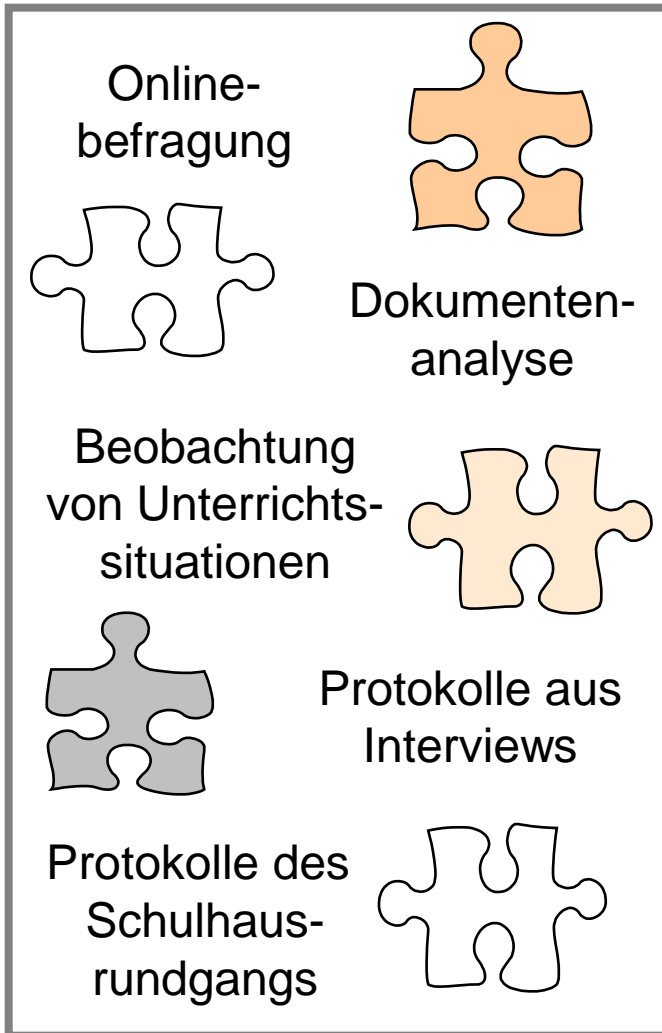 Online-
befragung
Dokumenten-
analyse
Beobachtung
von Unterrichts-
situationen
Protokolle aus
Interviews
Protokolle des
Schulhaus-
rundgangs